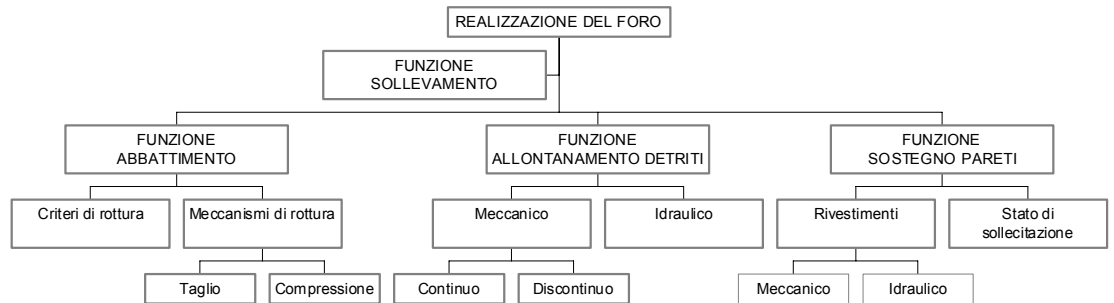 REALIZZAZIONE DEL FORO
FUNZIONE
SOLLEVAMENTO
FUNZIONE
ABBATTIMENTO
FUNZIONE
ALLONTANAMENTO DETRITI
FUNZIONE
SOSTEGNO PARETI
Criteri di rottura
Meccanismi di rottura
Meccanico
Idraulico
Rivestimenti
Stato di
sollecitazione
Taglio
Compressione
Continuo
Discontinuo
Meccanico
Idraulico